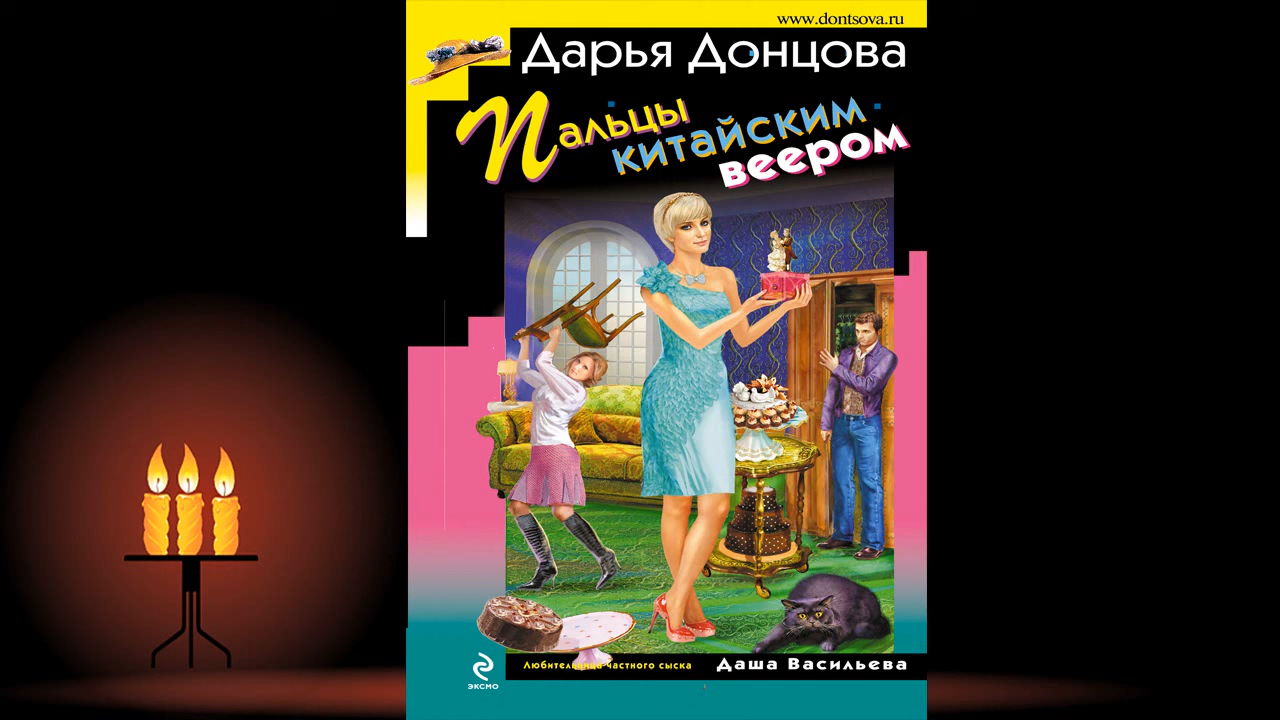 www.dontsova.ru
Дарья Донцова
Пальцы
китайским
веером
Любительница частного сыска
Даша Васильева
эксмо